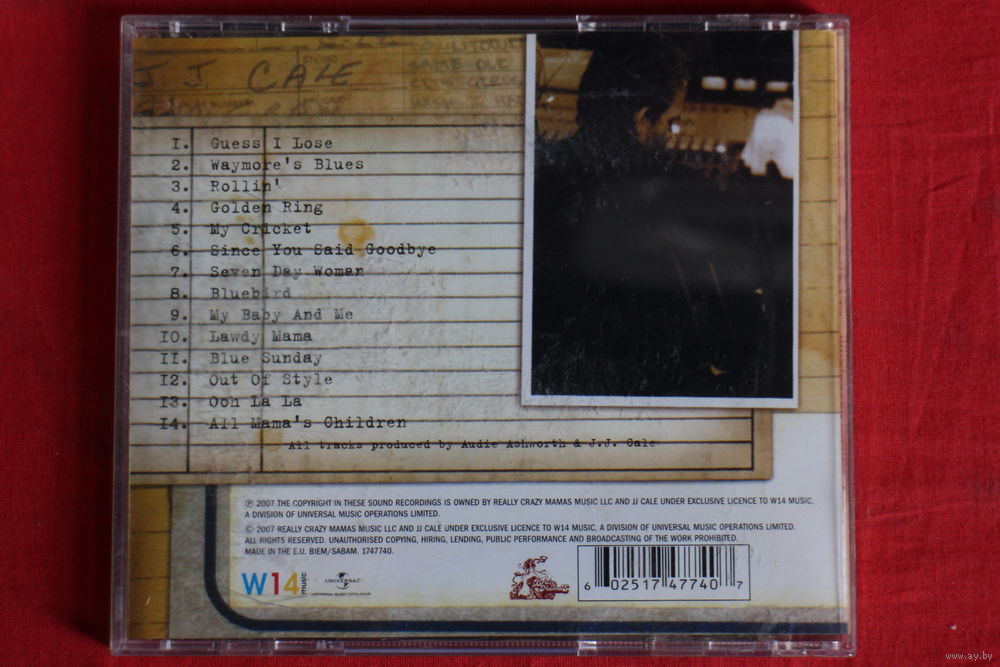 J J CALE
1. Guess I Lose
2. Waymore's Blues
3. Rollin'
4. Golden Ring
5. My Cricket
6. Since You Said Goodbye
7. Seven Day Woman
8. Bluebird
9. My Baby And Me
10. Lawdy Mama
11. Blue Sunday
12. Out Of Style
13. Ooh La La
14. All Mama's Children
All tracks produced by Audie Ashworth & J.J. Cale
℗ 2007 THE COPYRIGHT IN THESE SOUND RECORDINGS IS OWNED BY REALLY CRAZY MAMAS MUSIC LLC AND JJ CALE UNDER EXCLUSIVE LICENCE TO W14 MUSIC,
A DIVISION OF UNIVERSAL MUSIC OPERATIONS LIMITED.
© 2007 REALLY CRAZY MAMAS MUSIC LLC AND JJ CALE UNDER EXCLUSIVE LICENCE TO W14 MUSIC, A DIVISION OF UNIVERSAL MUSIC OPERATIONS LIMITED.
ALL RIGHTS RESERVED. UNAUTHORISED COPYING, HIRING, LENDING, PUBLIC PERFORMANCE AND BROADCASTING OF THE WORK PROHIBITED.
MADE IN THE E.U. BIEM/SABAM. 1747740.
W14 music
UNIVERSAL
UNIVERSAL MUSIC CATALOGUE
6 02517 47740 7
www.ay.by